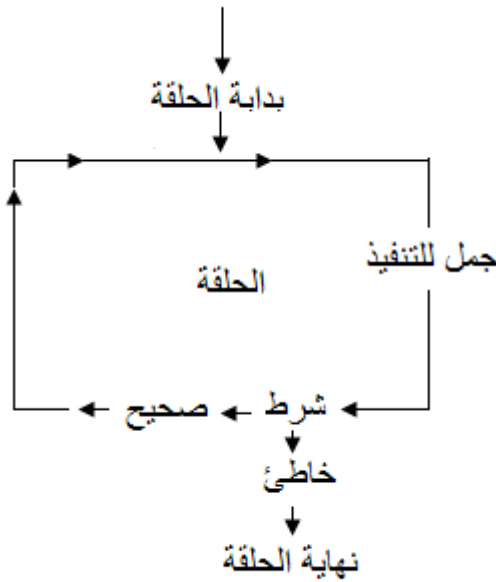 بداية الحلقة
جمل للتنفيذ
الحلقة
شرط
صحيح
خاطئ
نهاية الحلقة